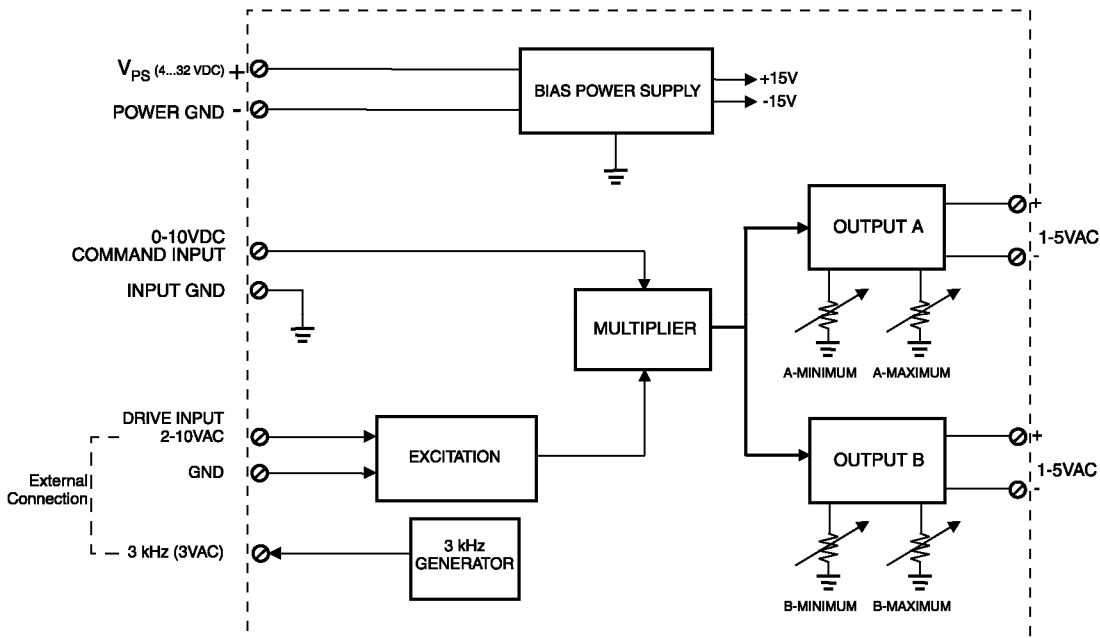 VPS (4...32 VDC) +
POWER GND -
BIAS POWER SUPPLY
+15V
-15V
0-10VDC
COMMAND INPUT
INPUT GND
MULTIPLIER
OUTPUT A
+
1-5VAC
-
A-MINIMUM
A-MAXIMUM
DRIVE INPUT
2-10VAC
GND
External
Connection
EXCITATION
3 kHz (3VAC)
3 kHz
GENERATOR
OUTPUT B
+
1-5VAC
-
B-MINIMUM
B-MAXIMUM